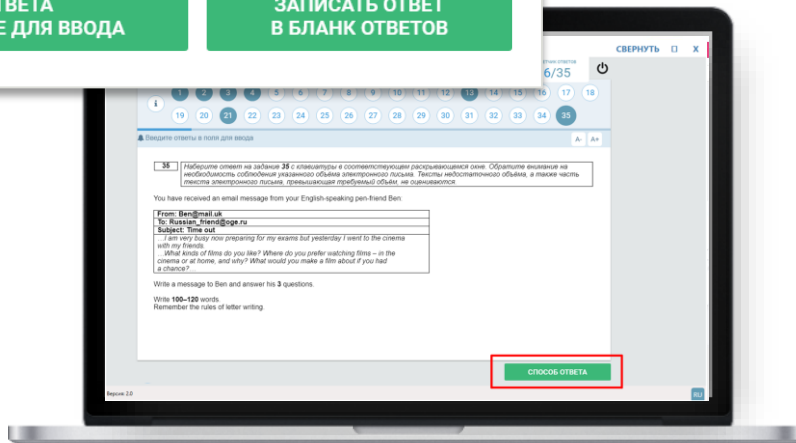 ТВЕТА
Е ДЛЯ ВВОДА
ЗАПИСАТЬ ОТВЕТ
В БЛАНК ОТВЕТОВ
СВЕРНУТЬ X
6/35
1 2 3 4 5 6 7 8 9 10 11 12 13 14 15 16 17 18
i
19 20 21 22 23 24 25 26 27 28 29 30 31 32 33 34 35
Введите ответы в поля для ввода A- A+
35 Наберите ответ на задание 35 с клавиатуры в соответствующем раскрывающемся окне. Обратите внимание на
необходимость соблюдения указанного объёма электронного письма. Тексты недостаточного объёма, а также часть
текста электронного письма, превышающая требуемый объём, не оцениваются.
You have received an email message from your English-speaking pen-friend Ben:
From: Ben@mail.uk
To: Russian_friend@oge.ru
Subject: Time out
…I am very busy now preparing for my exams but yesterday I went to the cinema
with my friends.
…What kinds of films do you like? Where do you prefer watching films – in the
cinema or at home, and why? What would you make a film about if you had
a chance?…
Write a message to Ben and answer his 3 questions.
Write 100–120 words.
Remember the rules of letter writing.
СПОСОБ ОТВЕТА
Версия 2.0
RU